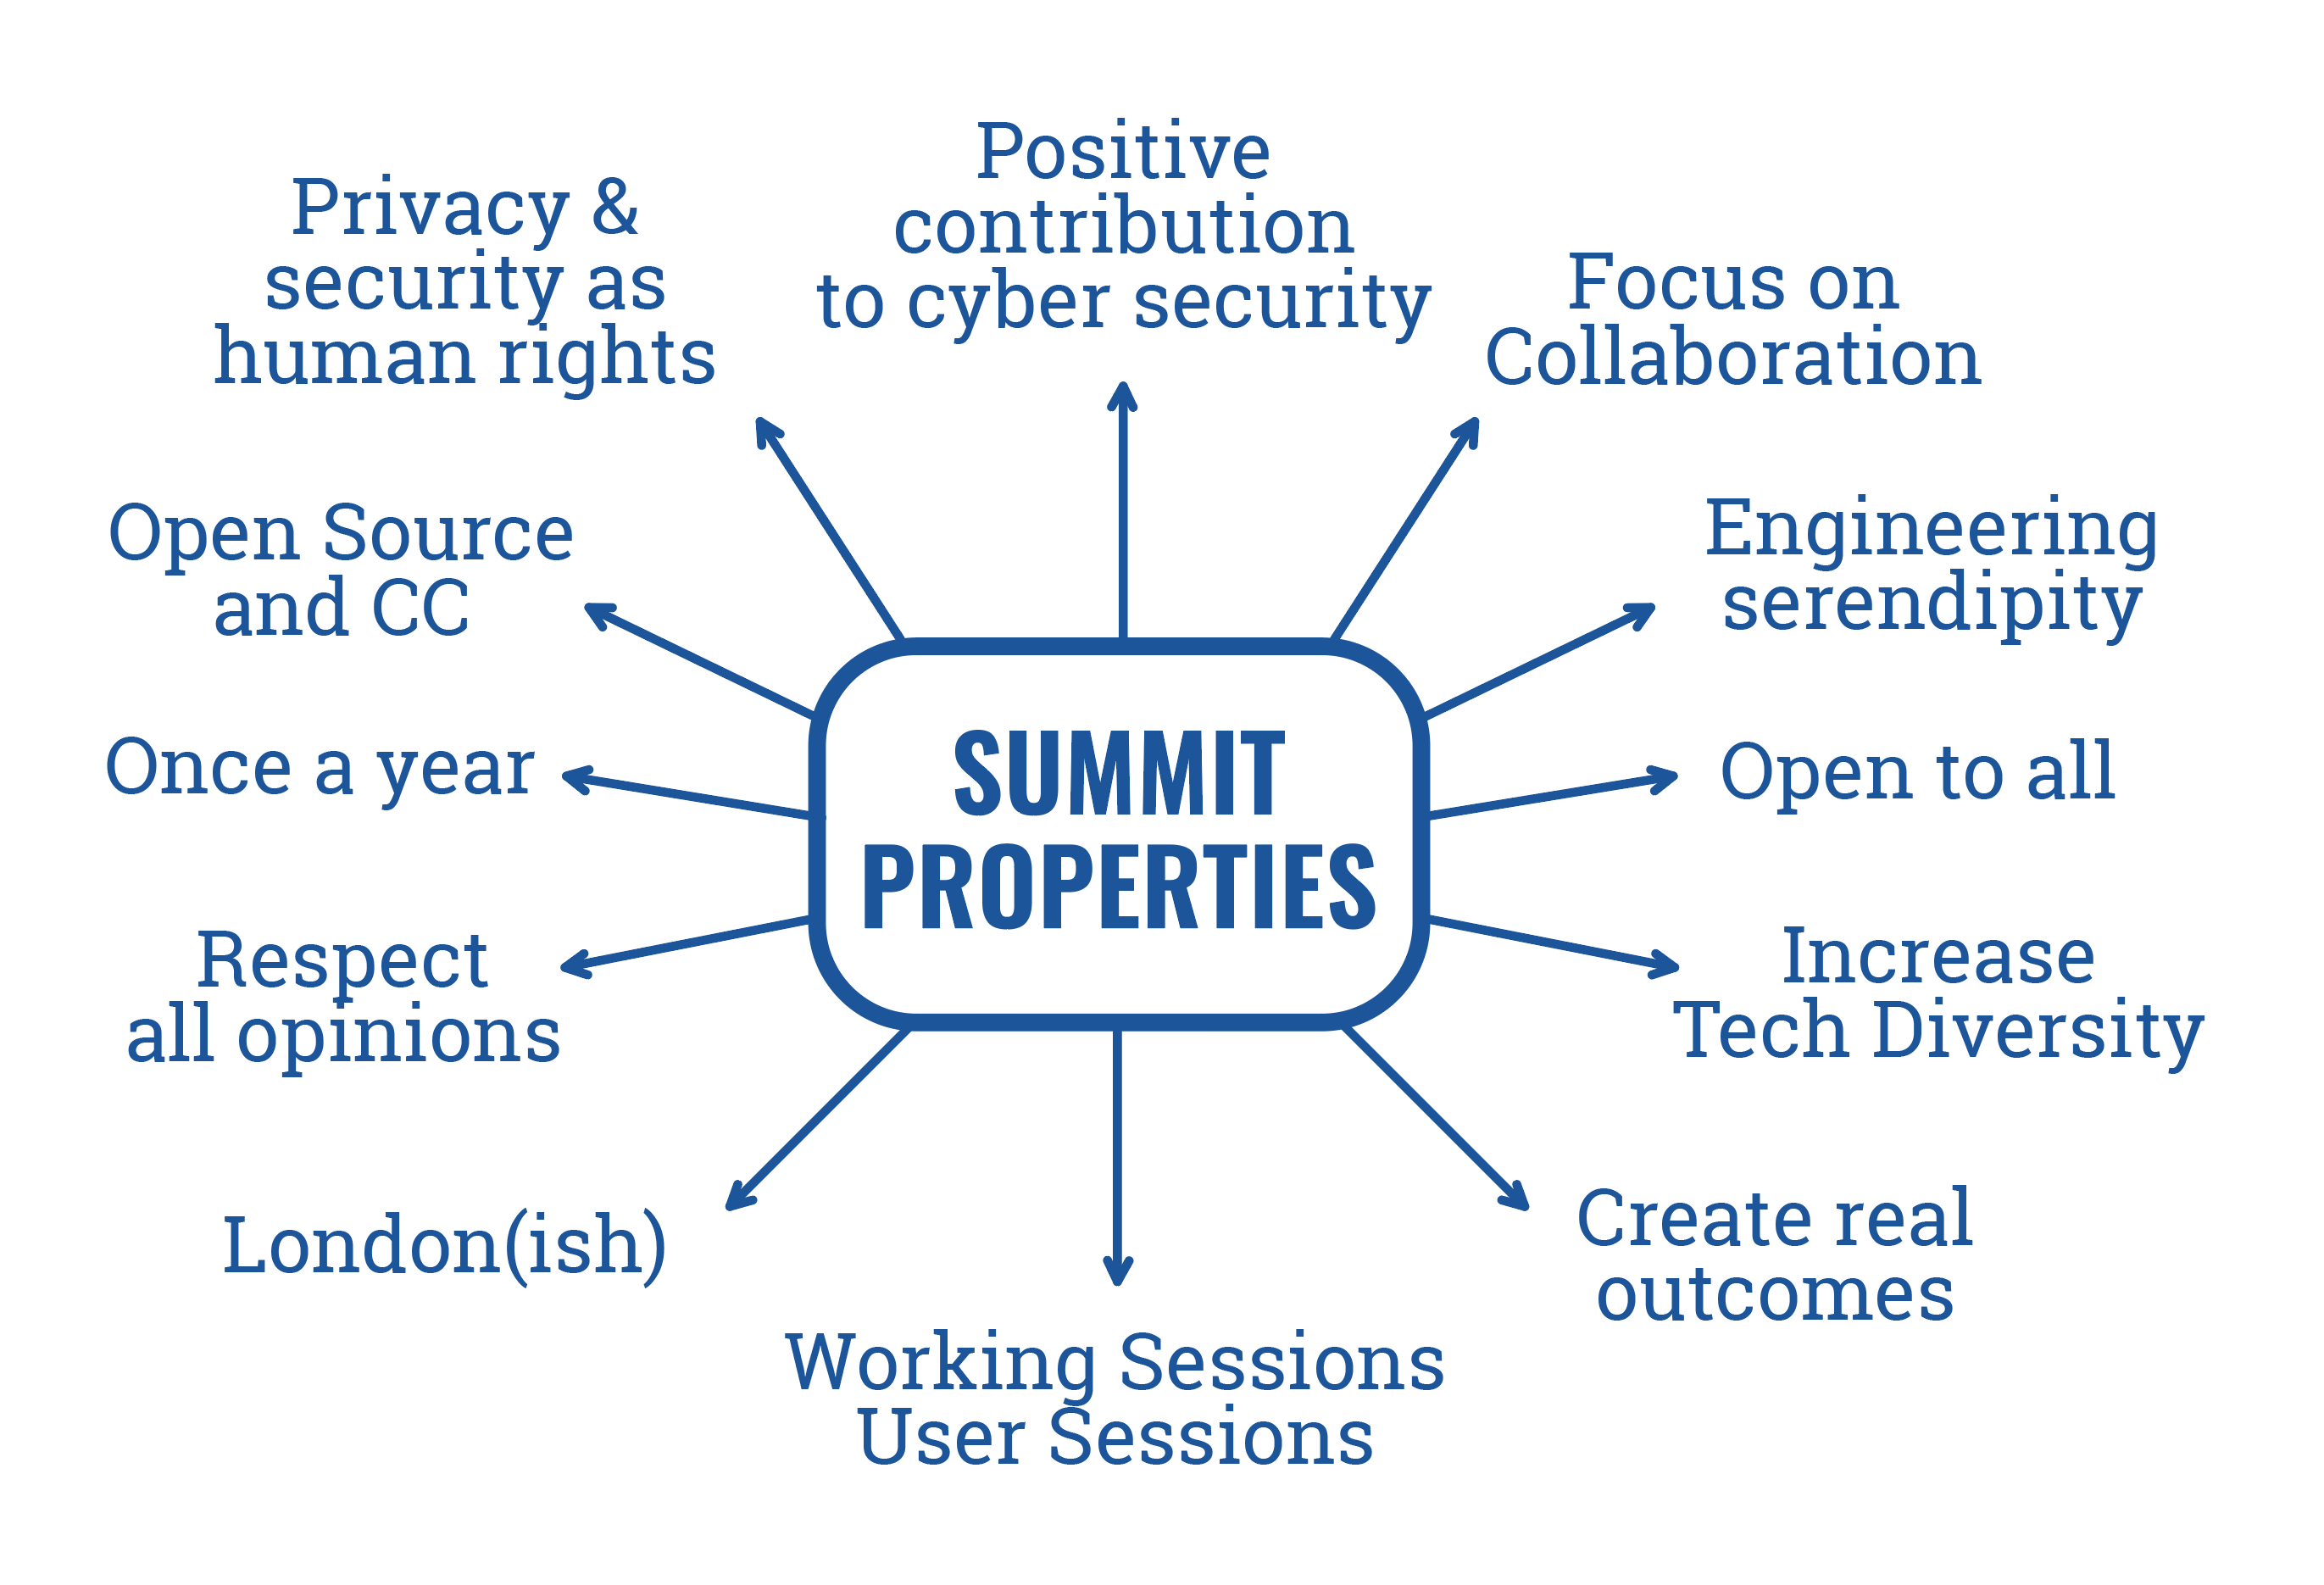 Positive
contribution
to cyber security
Privacy &
security as
human rights
Focus on
Collaboration
Open Source
and CC
Engineering
serendipity
Once a year
Open to all
SUMMIT
PROPERTIES
Respect
all opinions
Increase
Tech Diversity
London(ish)
Create real
outcomes
Working Sessions
User Sessions